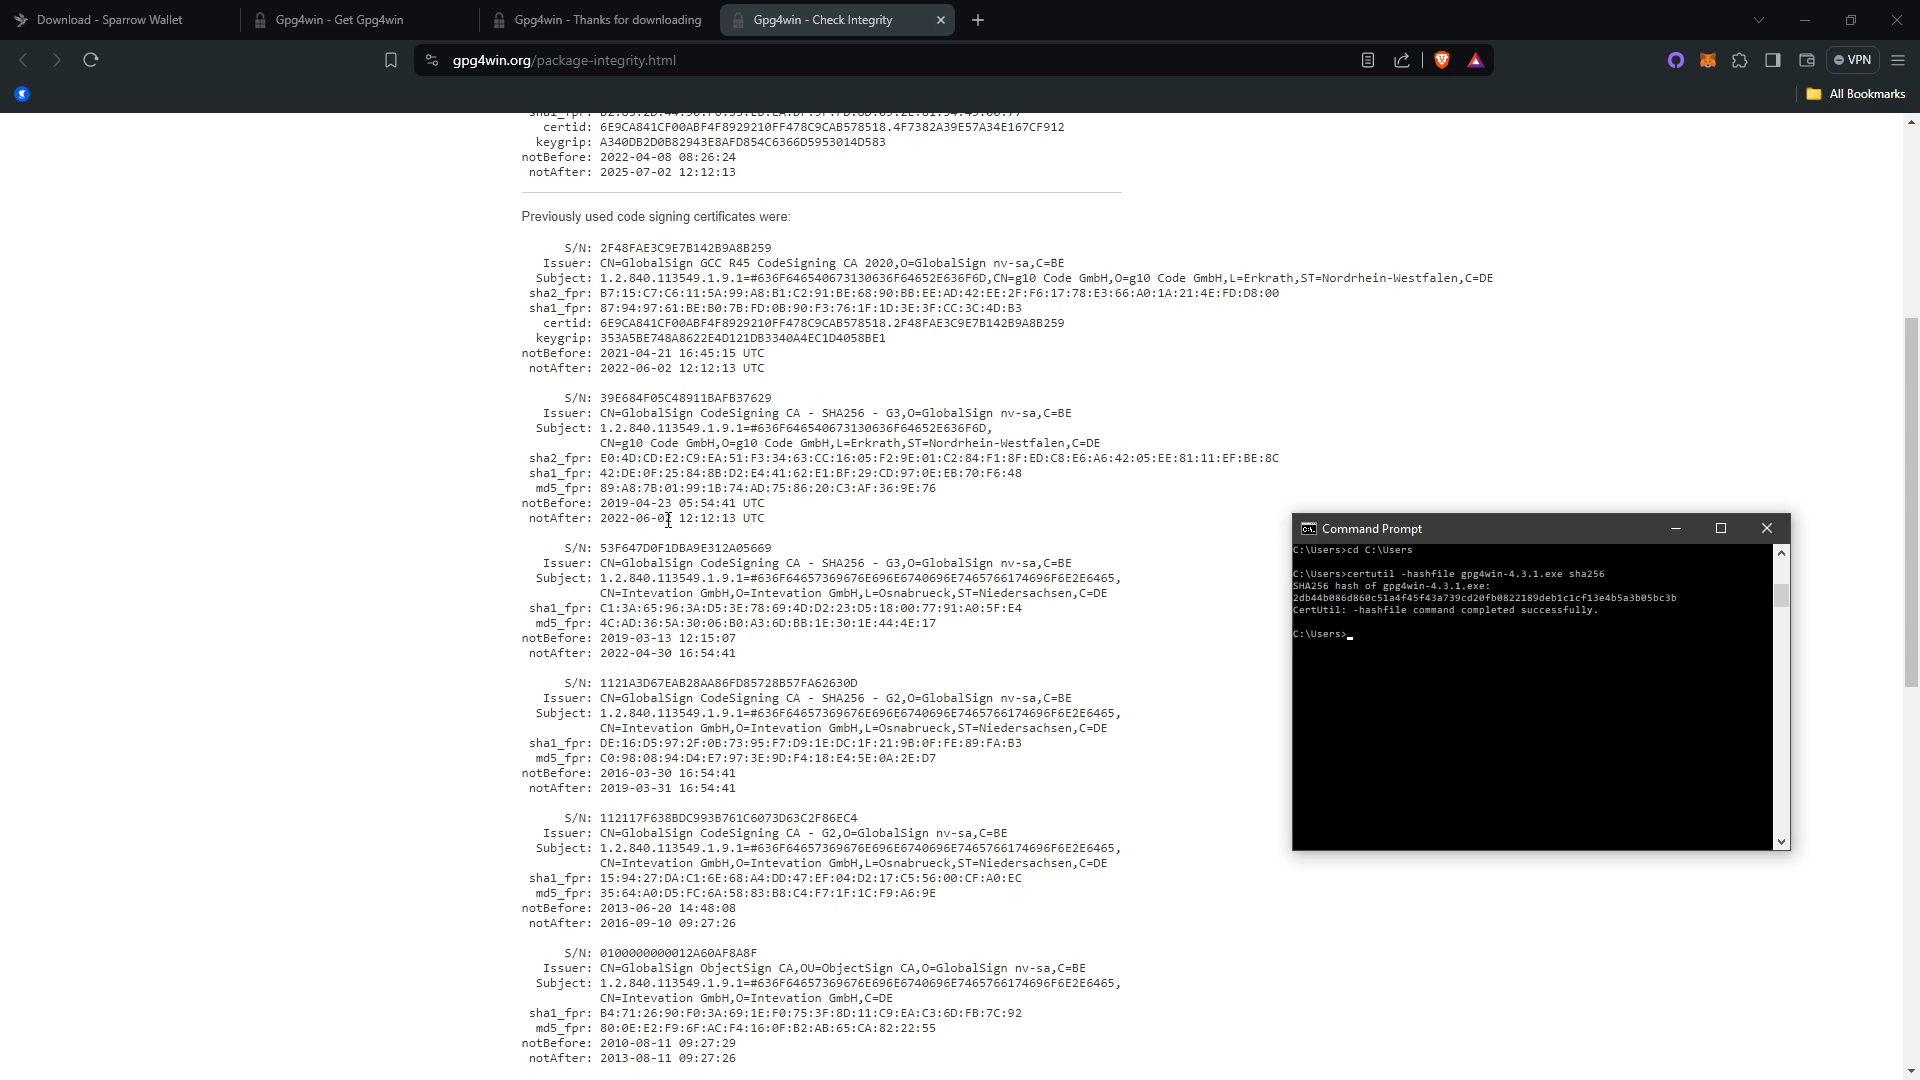 Download - Sparrow Wallet
Gpg4win - Get Gpg4win
Gpg4win - Thanks for downloading
Gpg4win - Check Integrity
gpg4win.org/package-integrity.html
VPN
All Bookmarks
certid: 6E9CA841CF00ABF4F8929210FF478C9CAB578518.4F7382A39E57A34E167CF912
keygrip: A340DB2D0B82943E8AFD854C6366D5953014D583
notBefore: 2022-04-08 08:26:24
notAfter: 2025-07-02 12:12:13
Previously used code signing certificates were:
S/N: 2F48FAE3C9E7B142B9A8B259
Issuer: CN=GlobalSign GCC R45 CodeSigning CA 2020,O=GlobalSign nv-sa,C=BE
Subject: 1.2.840.113549.1.9.1=#636F646540673130636F64652E636F6D,CN=g10 Code GmbH,O=g10 Code GmbH,L=Erkrath,ST=Nordrhein-Westfalen,C=DE
sha2_fpr: B7:15:C7:C6:11:5A:99:A8:B1:C2:91:BE:68:90:BB:EE:AD:42:EE:2F:F6:17:78:E3:66:A0:1A:21:4E:FD:D8:00
sha1_fpr: 87:94:97:61:BE:B0:7B:FD:0B:90:F3:76:1F:1D:3E:3F:CC:3C:4D:B3
certid: 6E9CA841CF00ABF4F8929210FF478C9CAB578518.2F48FAE3C9E7B142B9A8B259
keygrip: 353A5BE748A8622E4D121DB3340A4EC1D4058BE1
notBefore: 2021-04-21 16:45:15 UTC
notAfter: 2022-06-02 12:12:13 UTC
S/N: 39E684F05C48911BAFB37629
Issuer: CN=GlobalSign CodeSigning CA - SHA256 - G3,O=GlobalSign nv-sa,C=BE
Subject: 1.2.840.113549.1.9.1=#636F646540673130636F64652E636F6D,
CN=g10 Code GmbH,O=g10 Code GmbH,L=Erkrath,ST=Nordrhein-Westfalen,C=DE
sha2_fpr: E0:4D:CD:E2:C9:EA:51:F3:34:63:CC:16:05:F2:9E:01:C2:84:F1:8F:ED:C8:E6:A6:42:05:EE:81:11:EF:BE:8C
sha1_fpr: 42:DE:0F:25:84:8B:D2:E4:41:62:E1:BF:29:CD:97:0E:EB:70:F6:48
md5_fpr: 89:A8:7B:01:99:1B:74:AD:75:86:20:C3:AF:36:9E:76
notBefore: 2019-04-23 05:54:41 UTC
notAfter: 2022-06-02 12:12:13 UTC
S/N: 53F647D0F1DBA9E312A05669
Issuer: CN=GlobalSign CodeSigning CA - SHA256 - G3,O=GlobalSign nv-sa,C=BE
Subject: 1.2.840.113549.1.9.1=#636F64657369676E696E6740696E7465766174696F6E2E6465,
CN=Intevation GmbH,O=Intevation GmbH,L=Osnabrueck,ST=Niedersachsen,C=DE
sha1_fpr: C1:3A:65:96:3A:D5:3E:78:69:4D:D2:23:D5:18:00:77:91:A0:5F:E4
md5_fpr: 4C:AD:36:5A:30:06:B0:A3:6D:BB:1E:30:1E:44:4E:17
notBefore: 2019-03-13 12:15:07
notAfter: 2022-04-30 16:54:41
S/N: 1121A3D67EAB28AA86FD85728B57FA62630D
Issuer: CN=GlobalSign CodeSigning CA - SHA256 - G2,O=GlobalSign nv-sa,C=BE
Subject: 1.2.840.113549.1.9.1=#636F64657369676E696E6740696E7465766174696F6E2E6465,
CN=Intevation GmbH,O=Intevation GmbH,L=Osnabrueck,ST=Niedersachsen,C=DE
sha1_fpr: DE:16:D5:97:2F:0B:73:95:F7:D9:1E:DC:1F:21:9B:0F:FE:89:FA:B3
md5_fpr: C0:98:08:94:D4:E7:97:3E:9D:F4:18:E4:5E:0A:2E:D7
notBefore: 2016-03-30 16:54:41
notAfter: 2019-03-31 16:54:41
S/N: 112117F638BDC993B761C6073D63C2F86EC4
Issuer: CN=GlobalSign CodeSigning CA - G2,O=GlobalSign nv-sa,C=BE
Subject: 1.2.840.113549.1.9.1=#636F64657369676E696E6740696E7465766174696F6E2E6465,
CN=Intevation GmbH,O=Intevation GmbH,L=Osnabrueck,ST=Niedersachsen,C=DE
sha1_fpr: 15:94:27:DA:C1:6E:68:A4:DD:47:EF:04:D2:17:C5:56:00:CF:A0:EC
md5_fpr: 35:64:A0:D5:FC:6A:58:83:B8:C4:F7:1F:1C:F9:A6:9E
notBefore: 2013-06-20 14:48:08
notAfter: 2016-09-10 09:27:26
S/N: 0100000000012A60AF8A8F
Issuer: CN=GlobalSign ObjectSign CA,OU=ObjectSign CA,O=GlobalSign nv-sa,C=BE
Subject: 1.2.840.113549.1.9.1=#636F64657369676E696E6740696E7465766174696F6E2E6465,
CN=Intevation GmbH,O=Intevation GmbH,C=DE
sha1_fpr: B4:71:26:90:F0:3A:69:1E:F0:75:3F:8D:11:C9:EA:C3:6D:FB:7C:92
md5_fpr: 80:0E:E2:F9:6F:AC:F4:16:0F:B2:AB:65:CA:82:22:55
notBefore: 2010-08-11 09:27:29
notAfter: 2013-08-11 09:27:26
Command Prompt
C:\Users>cd C:\Users
C:\Users>certutil -hashfile gpg4win-4.3.1.exe sha256
SHA256 hash of gpg4win-4.3.1.exe:
2db44b086d860c51a4f45f43a739cd20fb0822189deb1c1cf13e4b5a3b05bc3b
CertUtil: -hashfile command completed successfully.
C:\Users>